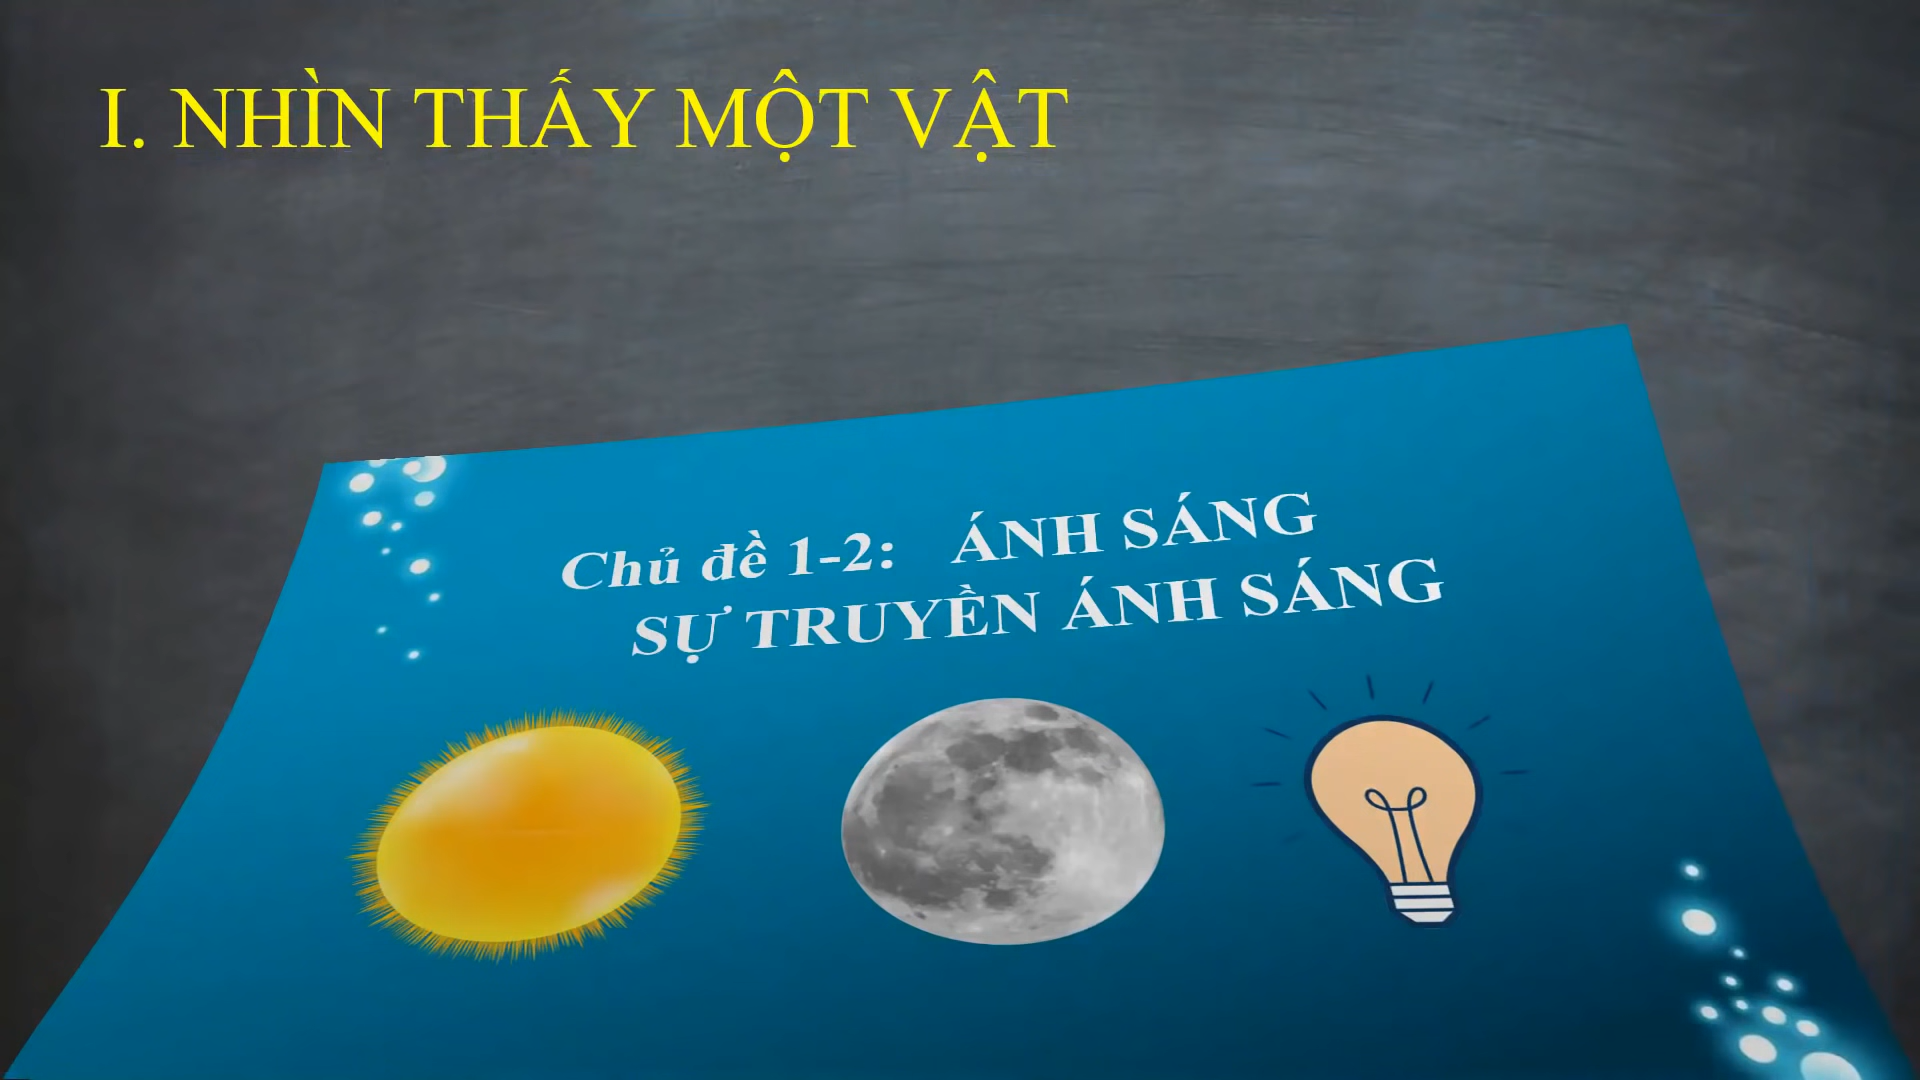 I. NHÌN THẤY MỘT VẬT
Chủ đề 1-2: ÁNH SÁNG
SỰ TRUYỀN ÁNH SÁNG